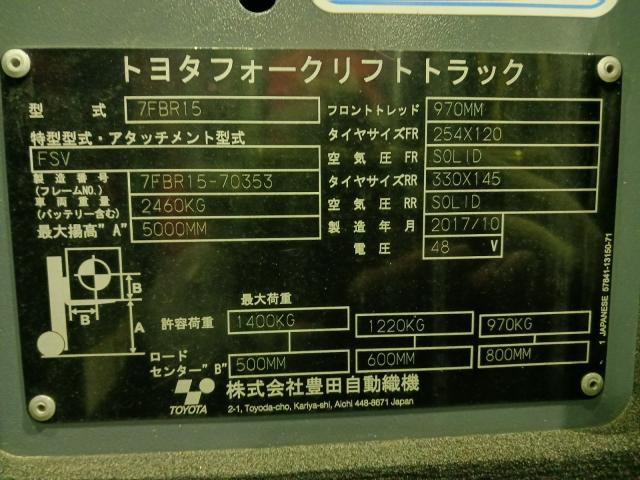 トヨタフォークリフトトラック
型式 7FBR15
フロントトレッド 970MM
特型型式・アタッチメント型式
タイヤサイズFR 254X120
FSV
空気圧FR SOLID
製造番号(フレームNO.) 7FBR15-70353
タイヤサイズRR 330X145
車両重量(バッテリー含む) 2460KG
空気圧RR SOLID
最大揚高"A" 5000MM
製造年月 2017/10
電圧 48 V
B
B
A
最大荷重
許容荷重 1400KG 1220KG 970KG
ロードセンター"B" 500MM 600MM 800MM
TOYOTA
株式会社豊田自動織機
2-1, Toyoda-cho, Kariya-shi, Aichi 448-8671 Japan
1 JAPANESE 57841-13150-71